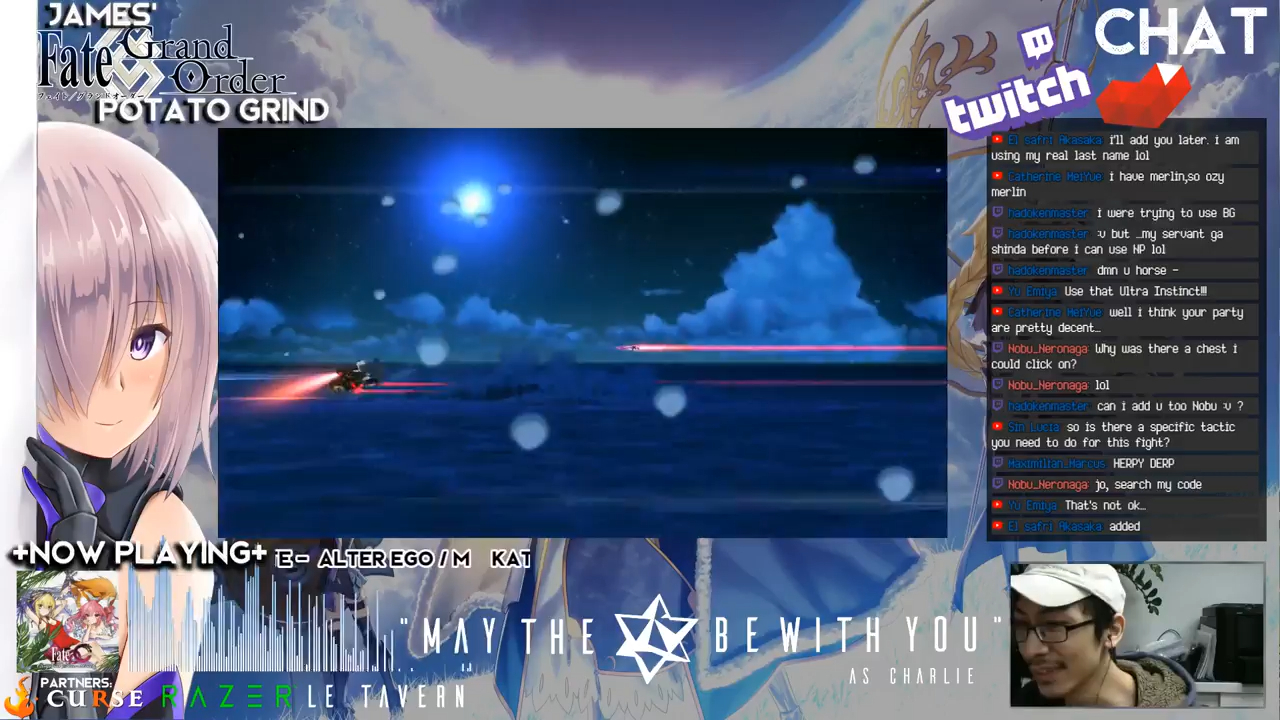 JAMES'
Fate
Grand
Order
フェイト/グランドオーダー
POTATO GRIND
CHAT
twitch
El safri Akasaka: i'll add you later. i am
using my real last name lol
Catherine HeiYue: i have merlin,so ozy
merlin
hadokenmaster: i were trying to use BG
hadokenmaster: :v but ...my servant ga
shinda before i can use NP lol
hadokenmaster: dmn u horse -
Yu Emiya: Use that Ultra Instinct!!!
Catherine HeiYue: well i think your party
are pretty decent...
Nobu_Neronaga: Why was there a chest i
could click on?
Nobu_Neronaga: lol
hadokenmaster: can i add u too Nobu :v ?
Sin Lucia: so is there a specific tactic
you need to do for this fight?
Maximilian_Marcus: HERPY DERP
Nobu_Neronaga: jo, search my code
Yu Emiya: That's not ok...
El safri Akasaka: added
+NOW PLAYING+
E - ALTER EGO / M KAT
Fate
"MAY THE BE WITH YOU"
AS CHARLIE
PARTNERS:
CURSE RAZER LE TAVERN